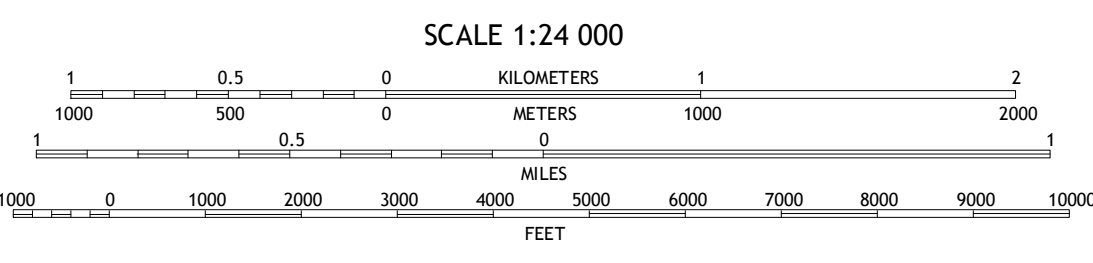 SCALE 1:24 000
1 0.5 0 KILOMETERS 1 2
1000 500 0 METERS 1000 2000
1 0.5 0 1
MILES
1000 0 1000 2000 3000 4000 5000 6000 7000 8000 9000 10000
FEET